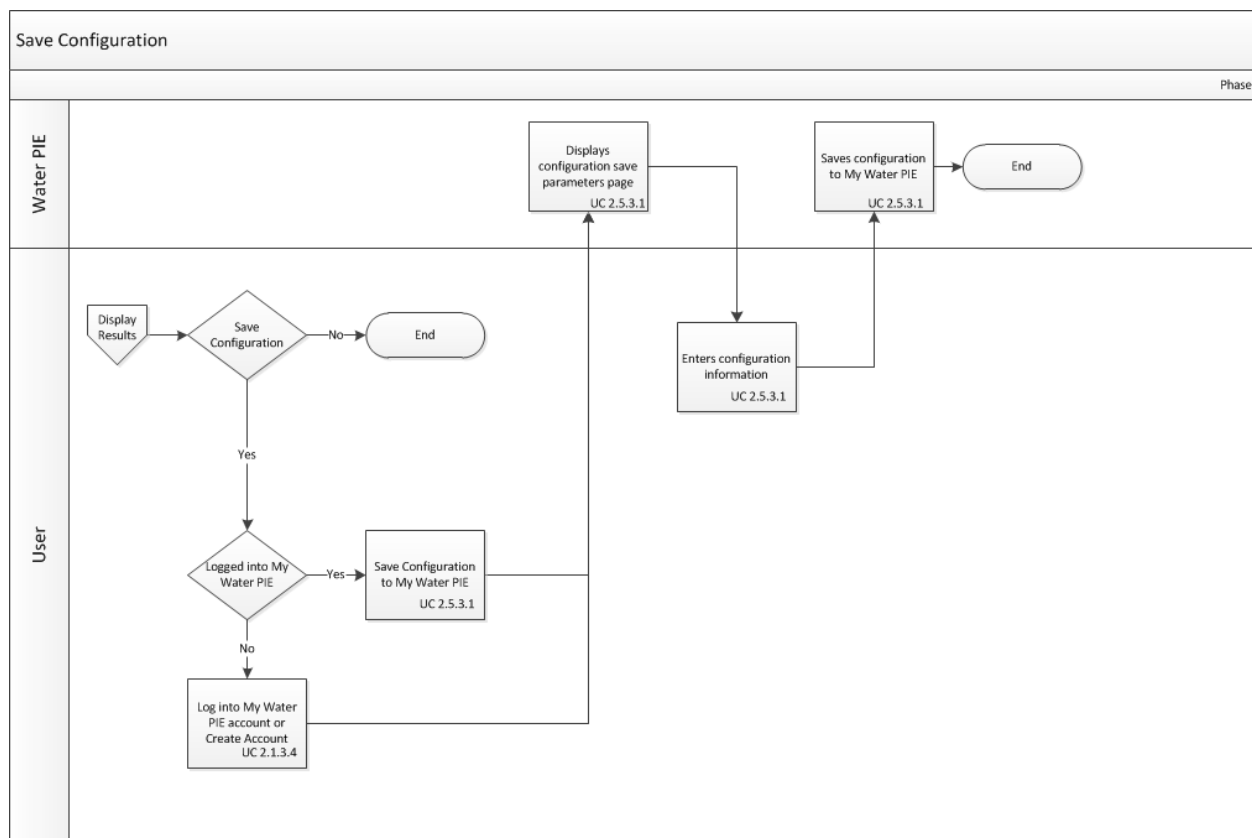 Save Configuration
Phase
Water PIE
Displays
configuration save
parameters page
UC 2.5.3.1
Saves configuration
to My Water PIE
UC 2.5.3.1
End
User
Display
Results
Save
Configuration
No
End
Enters configuration
information
UC 2.5.3.1
Yes
Logged into My
Water PIE
Yes
Save Configuration
to My Water PIE
UC 2.5.3.1
No
Log into My Water
PIE account or
Create Account
UC 2.1.3.4